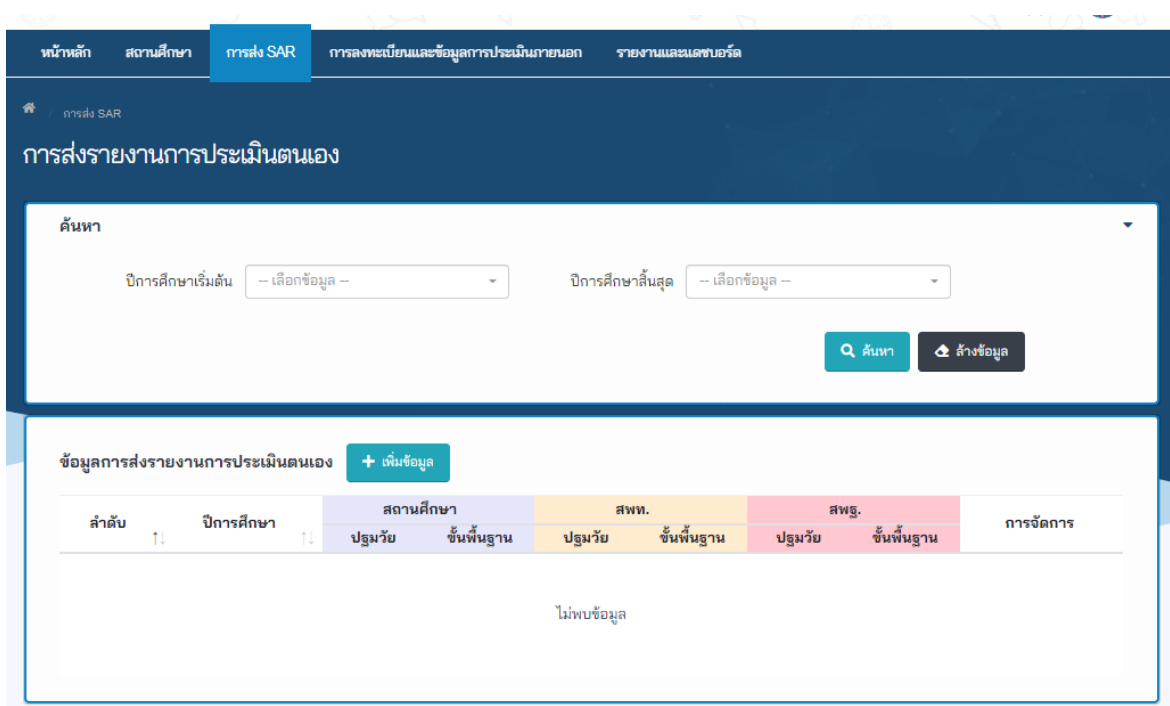 หน้าหลัก สถานศึกษา การส่ง SAR การลงทะเบียนและข้อมูลการประเมินภายนอก รายงานและแดชบอร์ด
/ การส่ง SAR
การส่งรายงานการประเมินตนเอง
ค้นหา
ปีการศึกษาเริ่มต้น -- เลือกข้อมูล -- ปีการศึกษาสิ้นสุด -- เลือกข้อมูล --
ค้นหา ล้างข้อมูล
ข้อมูลการส่งรายงานการประเมินตนเอง + เพิ่มข้อมูล
ลำดับ ปีการศึกษา สถานศึกษา สพท. สพฐ. การจัดการ
ปฐมวัย ขั้นพื้นฐาน ปฐมวัย ขั้นพื้นฐาน ปฐมวัย ขั้นพื้นฐาน
ไม่พบข้อมูล